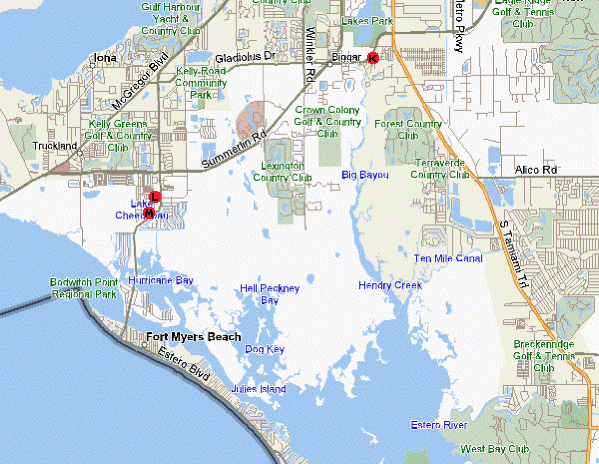 Gulf Harbour
Yacht &
Country Club
Country Club
Lakes Park
Eagle Ridge
Golf & Tennis
Club
Metro Pkwy
Iona
McGregor Blvd
Gladiolus Dr
Winkler Rd
Biggar
K
Kelly Road
Community
Park
Crown Colony
Golf & Country
Club
Forest Country
Club
Kelly Greens
Golf & Country
Club
Truckland
Summerlin Rd
Lexington
Country Club
Big Bayou
Terraverde
Country Club
Alico Rd
L
Lake
M
S Tamiami Trl
Ten Mile Canal
Bodwitch Point
Regional Park
Hurricane Bay
Hell Peckney
Bay
Hendry Creek
Fort Myers Beach
Estero Blvd
Dog Key
Breckenridge
Golf & Tennis
Club
Julies Island
Estero River
West Bay Club